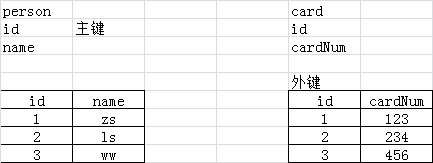 person card
id 主键 id
name cardNum
外键
id name id cardNum
1 zs 1 123
2 ls 2 234
3 ww 3 456